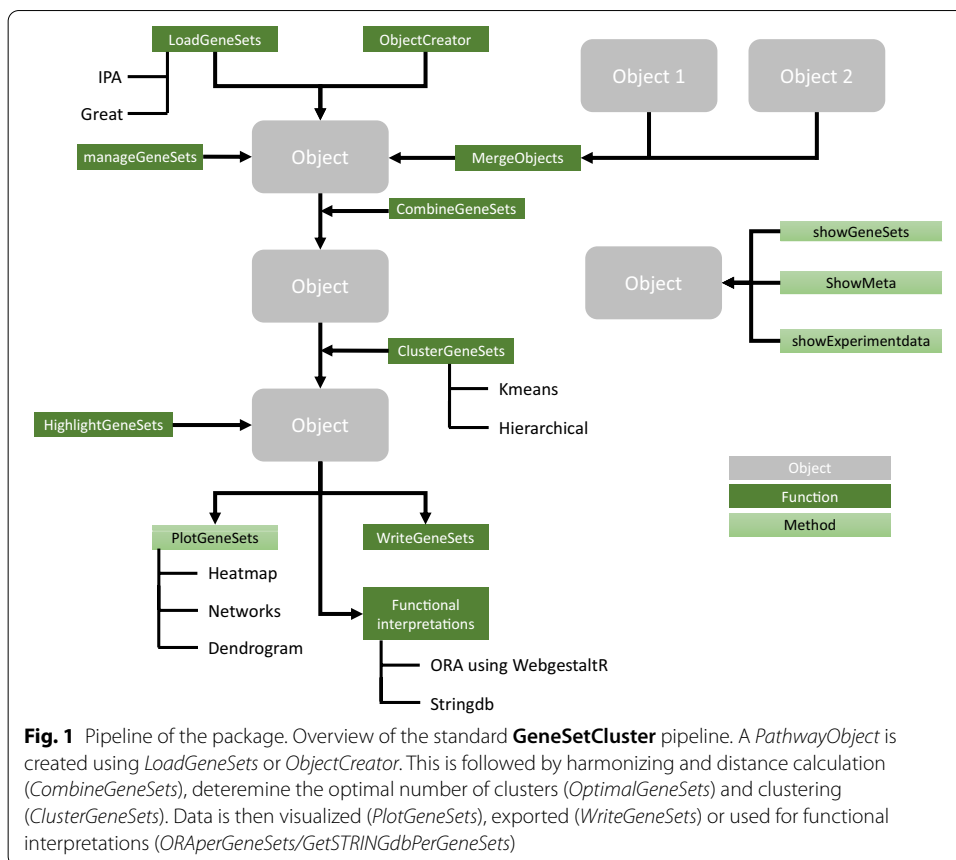 LoadGeneSets
ObjectCreator
IPA
Great
Object 1
Object 2
manageGeneSets
Object
MergeObjects
CombineGeneSets
Object
Object
showGeneSets
ShowMeta
showExperimentdata
ClusterGeneSets
Kmeans
Hierarchical
HighlightGeneSets
Object
Object
Function
Method
PlotGeneSets
WriteGeneSets
Heatmap
Networks
Dendrogram
Functional
interpretations
ORA using WebgestaltR
Stringdb
Fig. 1 Pipeline of the package. Overview of the standard GeneSetCluster pipeline. A PathwayObject is
created using LoadGeneSets or ObjectCreator. This is followed by harmonizing and distance calculation
(CombineGeneSets), deteremine the optimal number of clusters (OptimalGeneSets) and clustering
(ClusterGeneSets). Data is then visualized (PlotGeneSets), exported (WriteGeneSets) or used for functional
interpretations (ORAperGeneSets/GetSTRINGdbPerGeneSets)